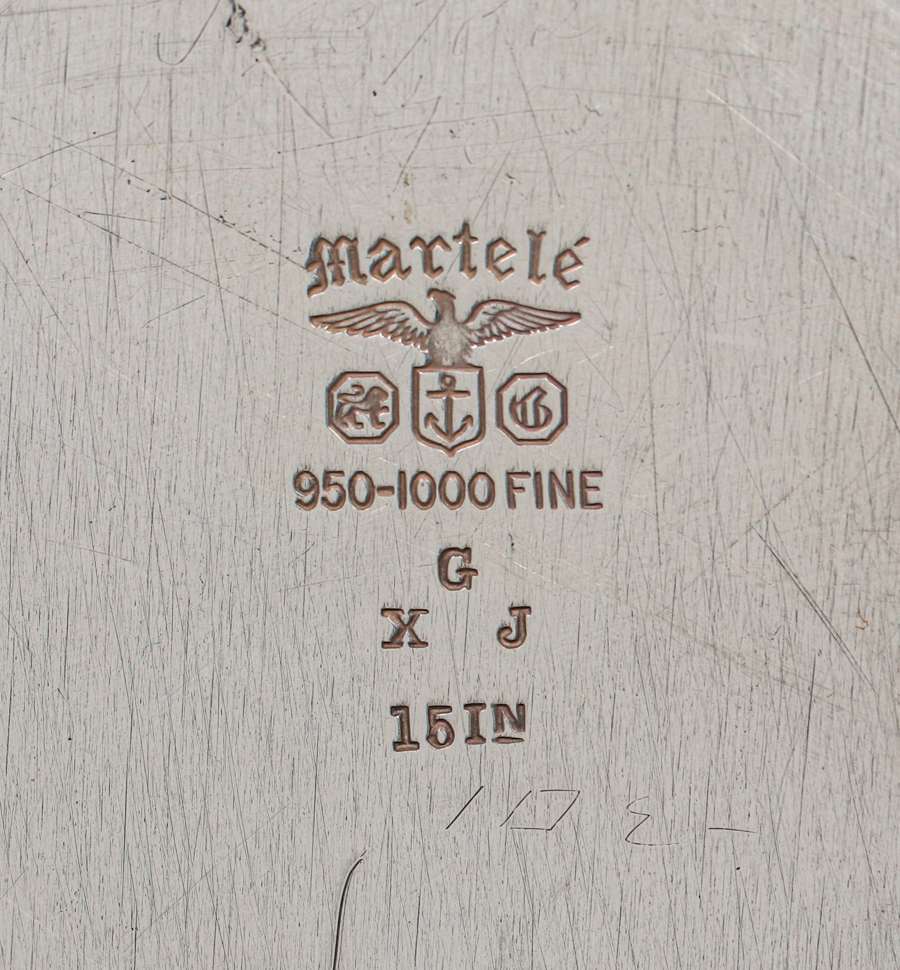 Martelé
G
950-1000 FINE
G
X J
15IN